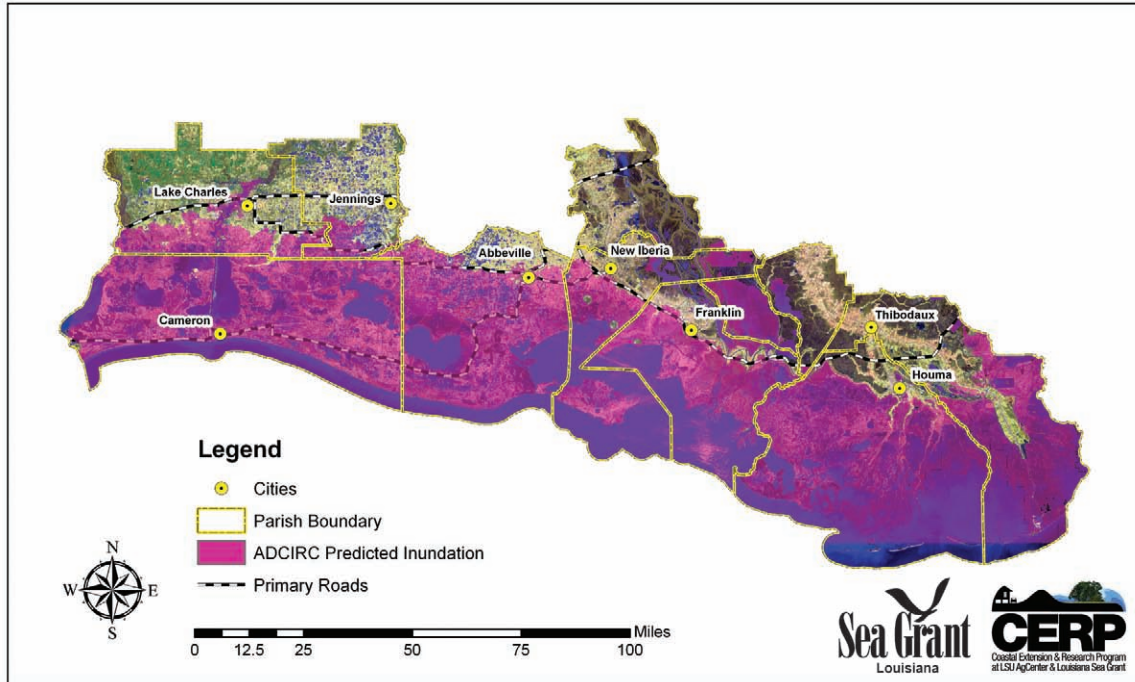 Lake Charles
Jennings
Abbeville
New Iberia
Cameron
Franklin
Thibodaux
Houma
Legend
Cities
Parish Boundary
ADCIRC Predicted Inundation
Primary Roads
N
W E
S
Miles
0 12.5 25 50 75 100
Sea Grant
Louisiana
CERP
Coastal Extension & Research Program
at LSU AgCenter & Louisiana Sea Grant